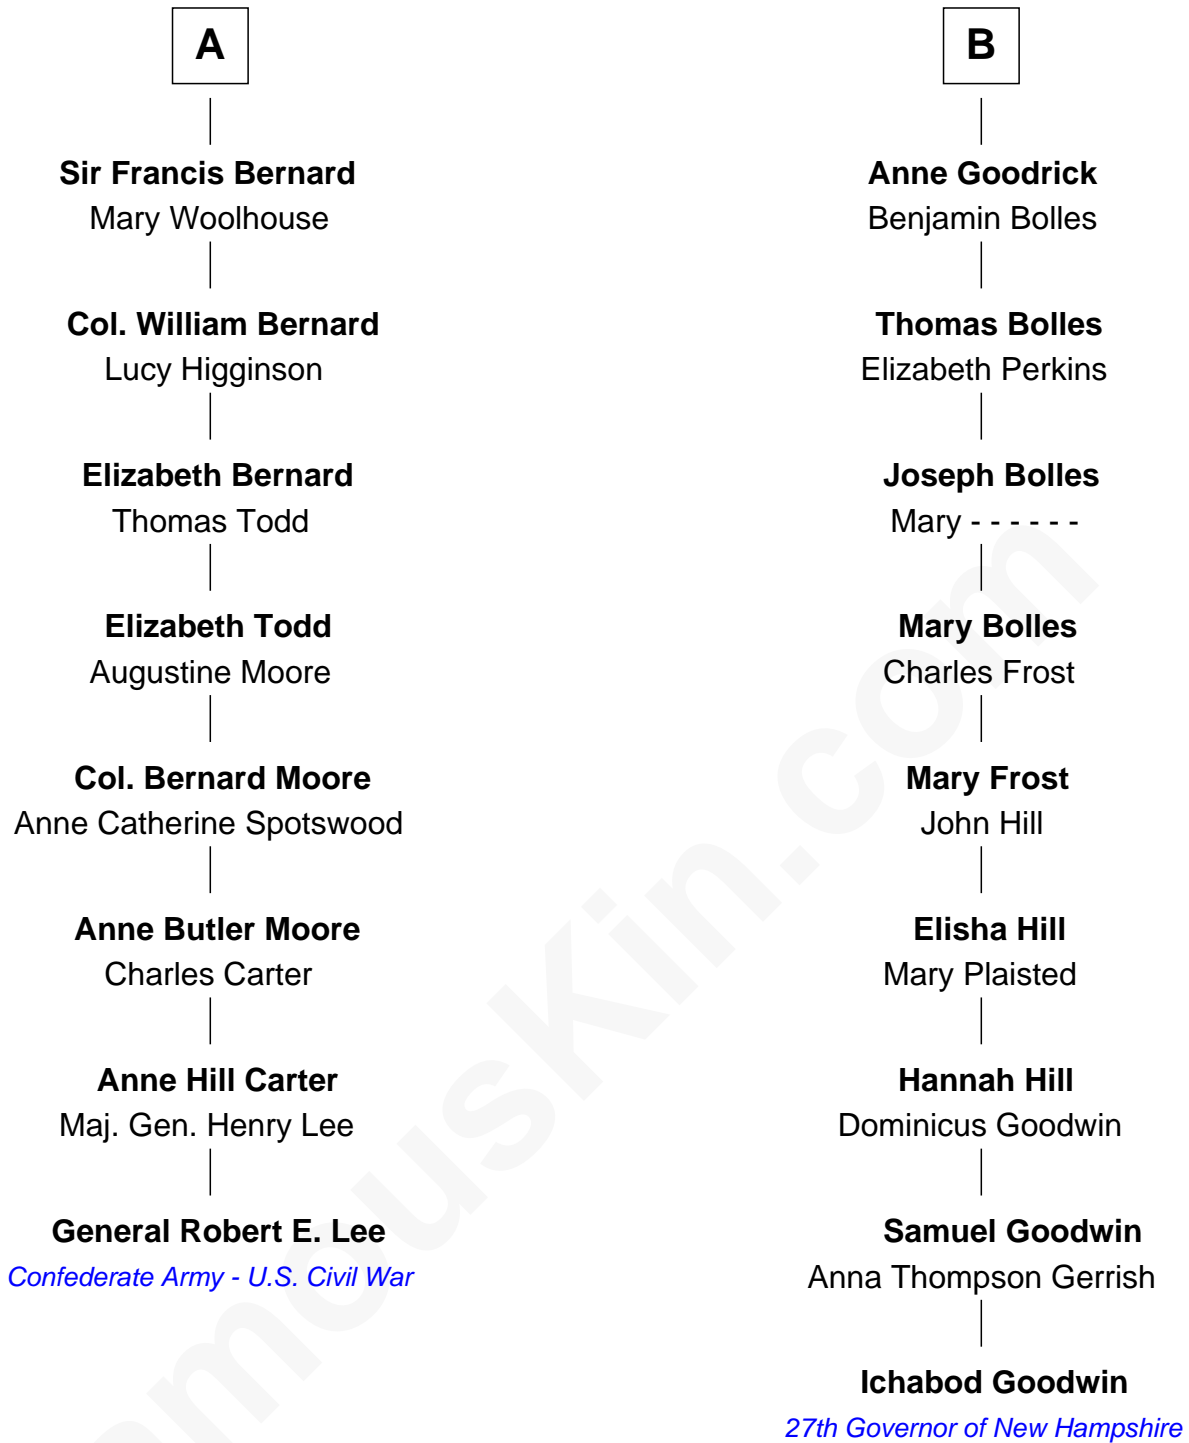 A
Sir Francis Bernard
Mary Woolhouse
Col. William Bernard
Lucy Higginson
Elizabeth Bernard
Thomas Todd
Elizabeth Todd
Augustine Moore
Col. Bernard Moore
Anne Catherine Spotswood
Anne Butler Moore
Charles Carter
Anne Hill Carter
Maj. Gen. Henry Lee
General Robert E. Lee
Confederate Army - U.S. Civil War
B
Anne Goodrick
Benjamin Bolles
Thomas Bolles
Elizabeth Perkins
Joseph Bolles
Mary - - - - - -
Mary Bolles
Charles Frost
Mary Frost
John Hill
Elisha Hill
Mary Plaisted
Hannah Hill
Dominicus Goodwin
Samuel Goodwin
Anna Thompson Gerrish
Ichabod Goodwin
27th Governor of New Hampshire
amouskin.com